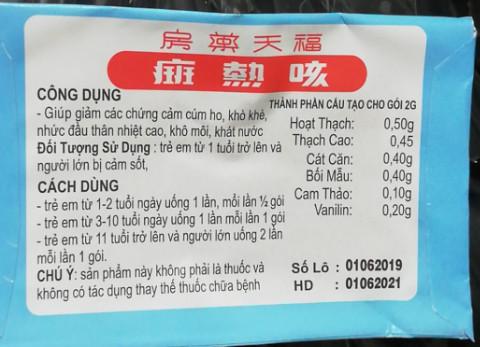 房藥天福
痳熱咳
CÔNG DỤNG
- Giúp giảm các chứng cảm cúm ho, khò khè,
nhức đầu thân nhiệt cao, khô môi, khát nước
Đối Tượng Sử Dụng : trẻ em từ 1 tuổi trở lên và
người lớn bị cảm sốt,
CÁCH DÙNG
- trẻ em từ 1-2 tuổi ngày uống 1 lần, mỗi lần ½ gói
- trẻ em từ 3-10 tuổi ngày uống 1 lần mỗi lần 1 gói
- trẻ em từ 11 tuổi trở lên và người lớn uống 2 lần
mỗi lần 1 gói.
CHÚ Ý: sản phẩm này không phải là thuốc và
không có tác dụng thay thế thuốc chữa bệnh
THÀNH PHẦN CẤU TẠO CHO GÓI 2G
Hoạt Thạch: 0,50g
Thạch Cao: 0,45
Cát Căn: 0,40g
Bối Mẫu: 0,40g
Cam Thảo: 0,10g
Vanilin: 0,20g
Số Lô : 01062019
HD : 01062021